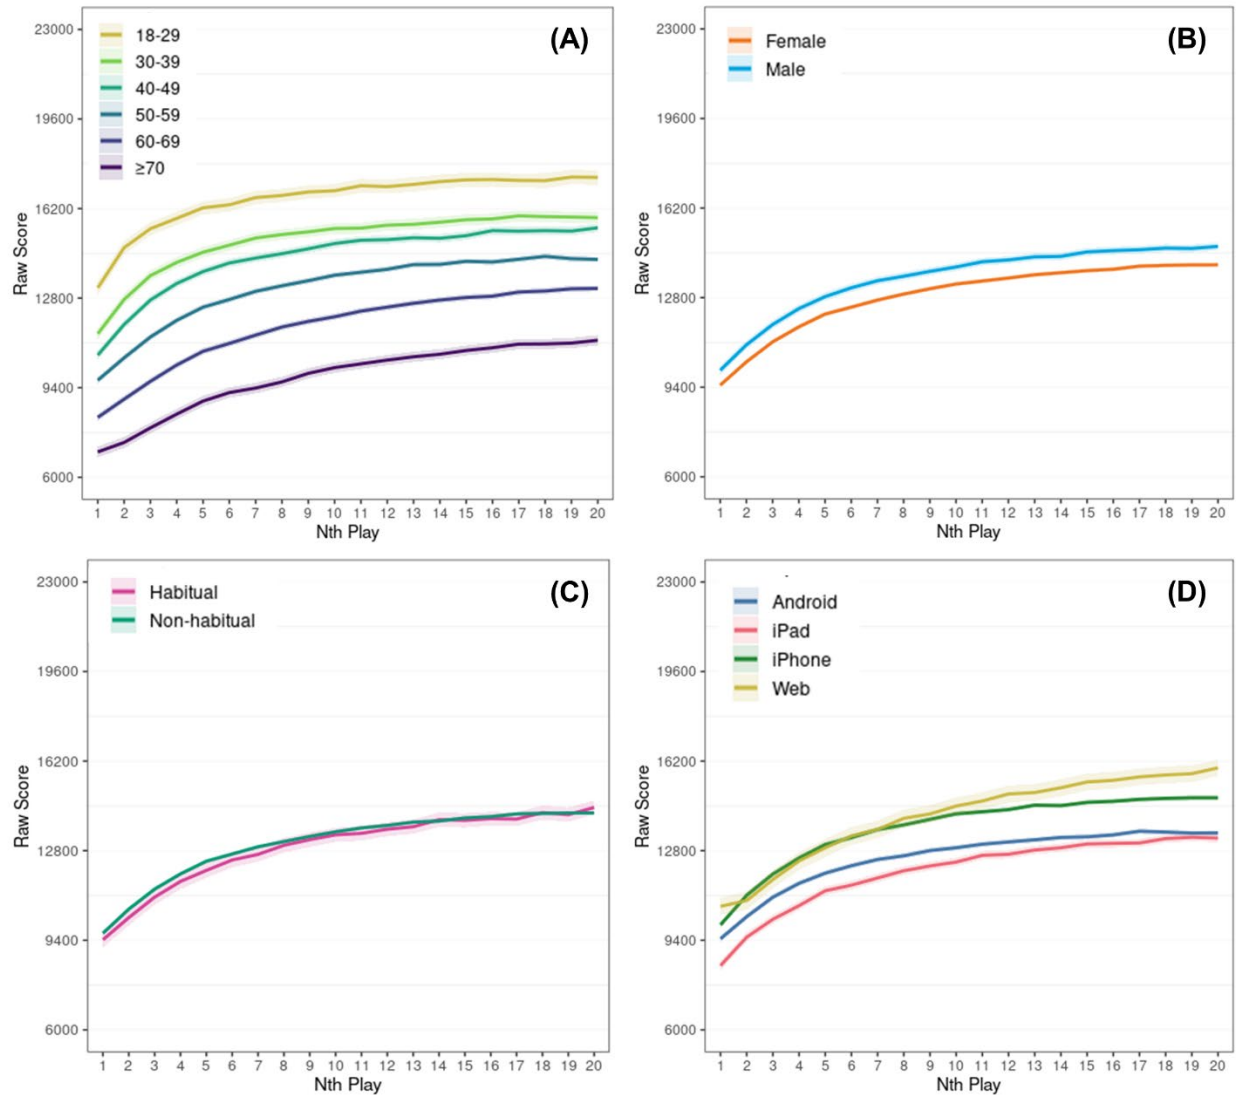 (A)
18-29
30-39
40-49
50-59
60-69
≥70
23000
19600
16200
12800
9400
6000
Raw Score
1 2 3 4 5 6 7 8 9 10 11 12 13 14 15 16 17 18 19 20
Nth Play
(B)
Female
Male
23000
19600
16200
12800
9400
6000
Raw Score
1 2 3 4 5 6 7 8 9 10 11 12 13 14 15 16 17 18 19 20
Nth Play
(C)
Habitual
Non-habitual
23000
19600
16200
12800
9400
6000
Raw Score
1 2 3 4 5 6 7 8 9 10 11 12 13 14 15 16 17 18 19 20
Nth Play
(D)
Android
iPad
iPhone
Web
23000
19600
16200
12800
9400
6000
Raw Score
1 2 3 4 5 6 7 8 9 10 11 12 13 14 15 16 17 18 19 20
Nth Play